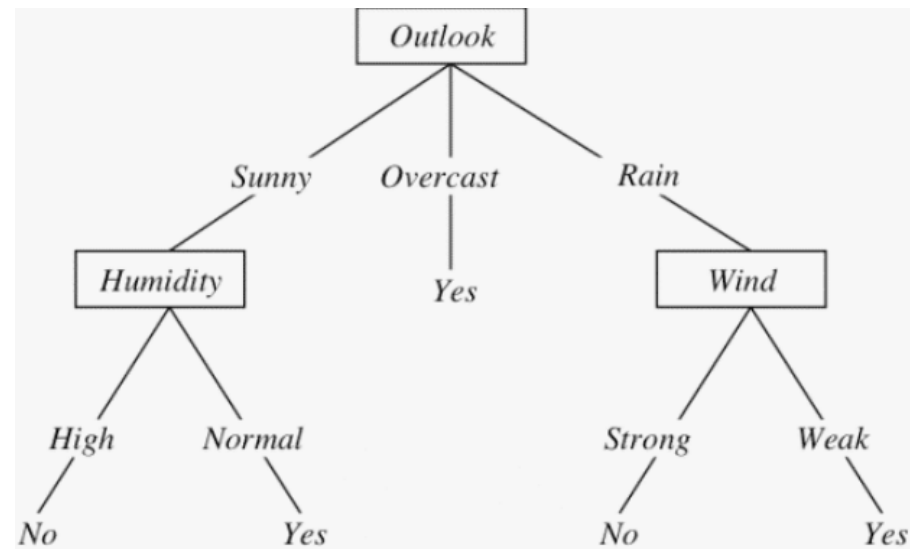 Outlook
Sunny Overcast Rain
Humidity Yes Wind
High Normal Strong Weak
No Yes No Yes